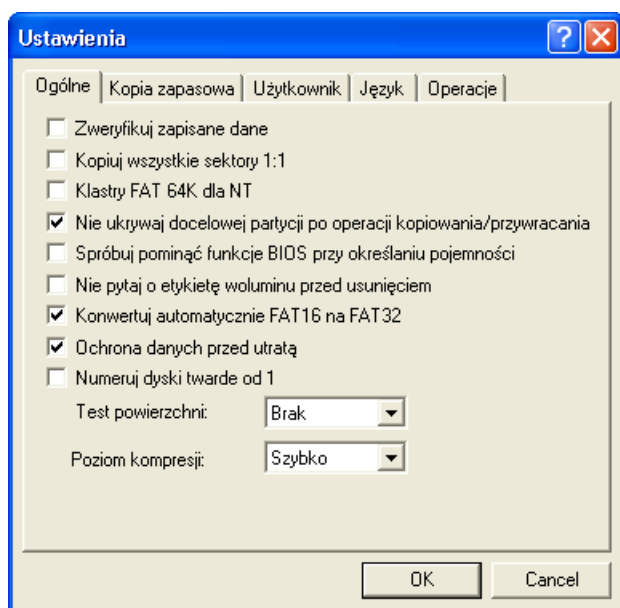 Ustawienia
Ogólne Kopia zapasowa Użytkownik Język Operacje
Zweryfikuj zapisane dane
Kopiuj wszystkie sektory 1:1
Klastry FAT 64K dla NT
Nie ukrywaj docelowej partycji po operacji kopiowania/przywracania
Spróbuj pominąć funkcje BIOS przy określaniu pojemności
Nie pytaj o etykietę woluminu przed usunięciem
Konwertuj automatycznie FAT16 na FAT32
Ochrona danych przed utratą
Numeruj dyski twarde od 1
Test powierzchni: Brak
Poziom kompresji: Szybko
OK Cancel